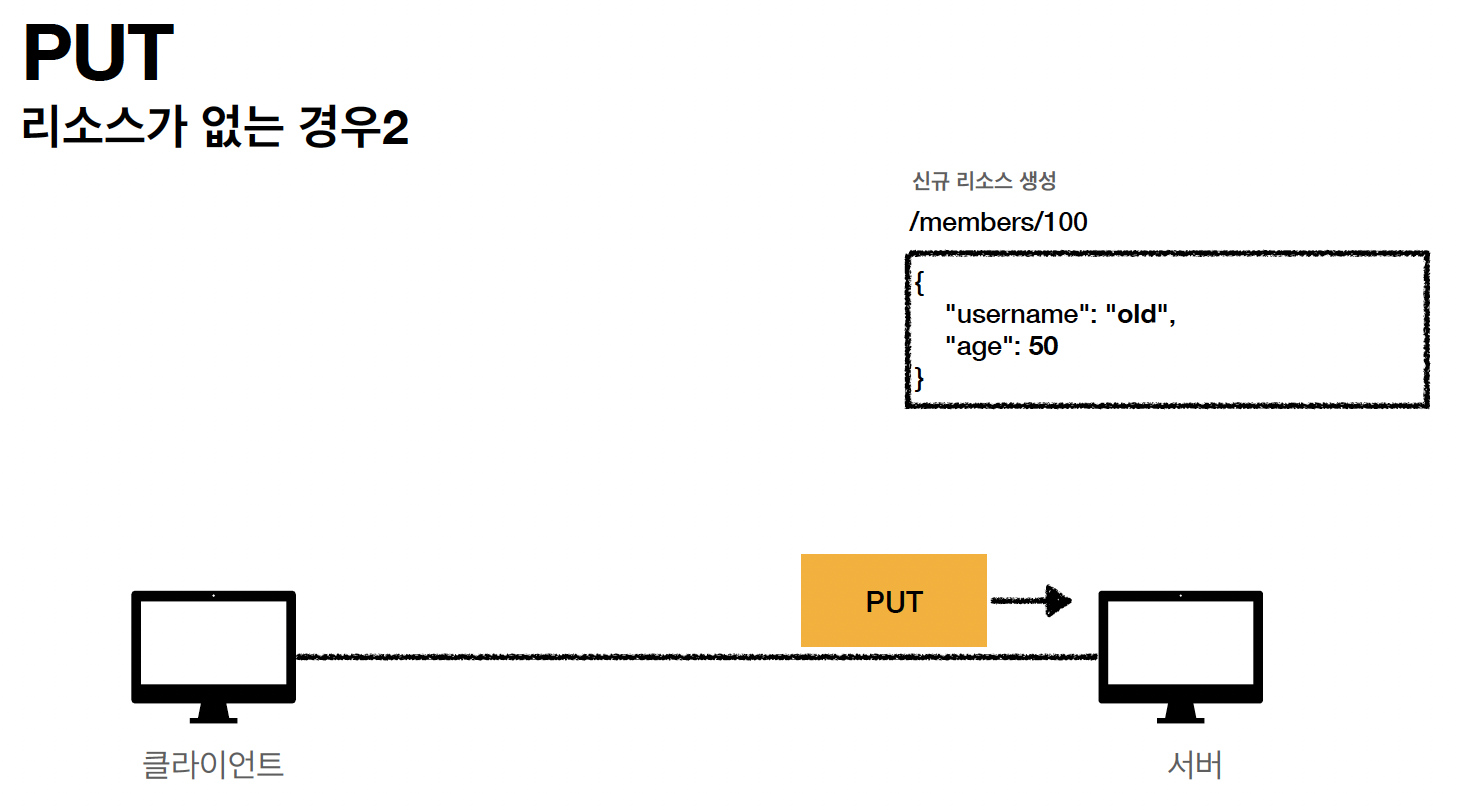 PUT
리소스가 없는 경우2
신규 리소스 생성
/members/100
{
"username": "old",
"age": 50
}
PUT
클라이언트
서버